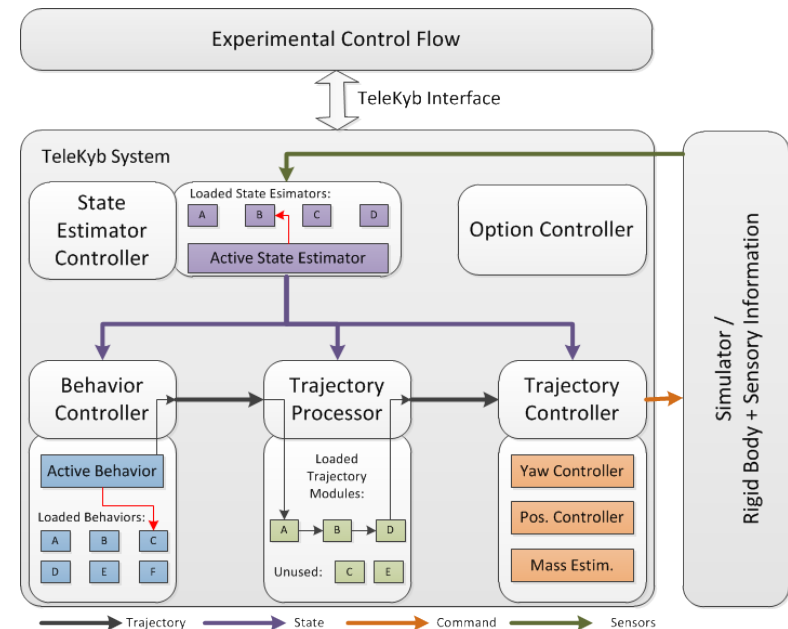 Experimental Control Flow
TeleKyb Interface
TeleKyb System
State
Estimator
Controller
Loaded State Esimators:
A B C D
Active State Estimator
Option Controller
Behavior
Controller
Active Behavior
Loaded Behaviors:
A B C
D E F
Trajectory
Processor
Loaded
Trajectory
Modules:
A B D
Unused: C E
Trajectory
Controller
Yaw Controller
Pos. Controller
Mass Estim.
Simulator /
Rigid Body + Sensory Information
Trajectory State Command Sensors